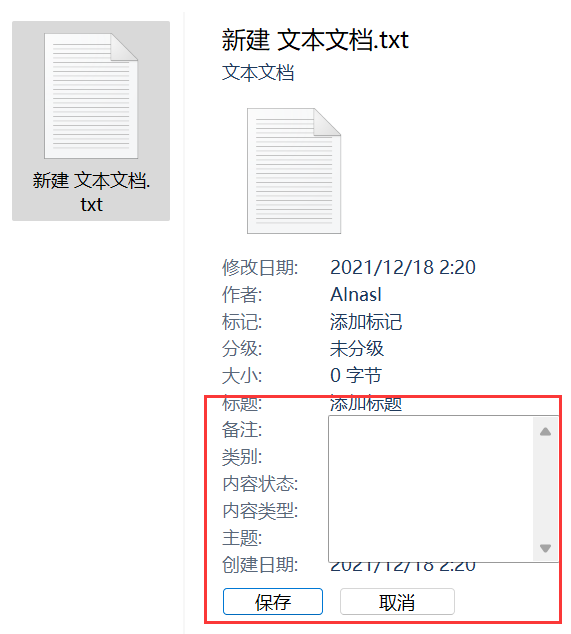 新建 文本文档.
txt
新建 文本文档.txt
文本文档
修改日期: 2021/12/18 2:20
作者: Alnasl
标记: 添加标记
分级: 未分级
大小: 0 字节
标题: 添加标题
备注:
类别:
内容状态:
内容类型:
主题:
创建日期: 2021/12/18 2:20
保存 取消